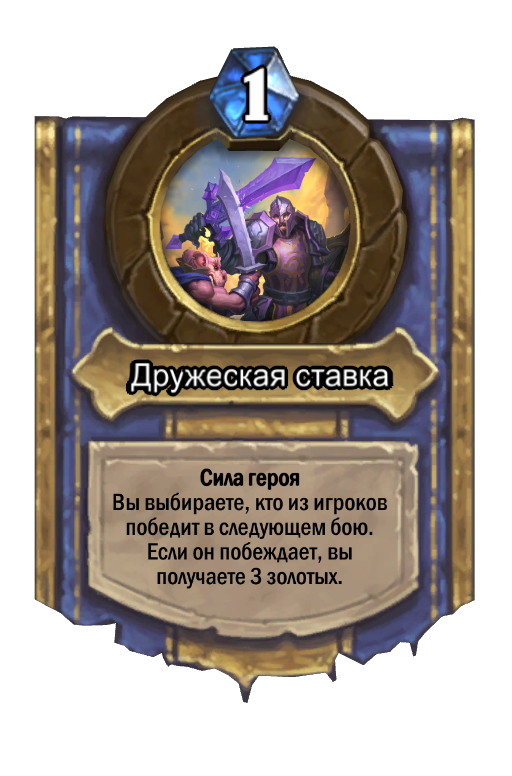 1
Дружеская ставка
Сила героя
Вы выбираете, кто из игроков
победит в следующем бою.
Если он побеждает, вы
получаете 3 золотых.